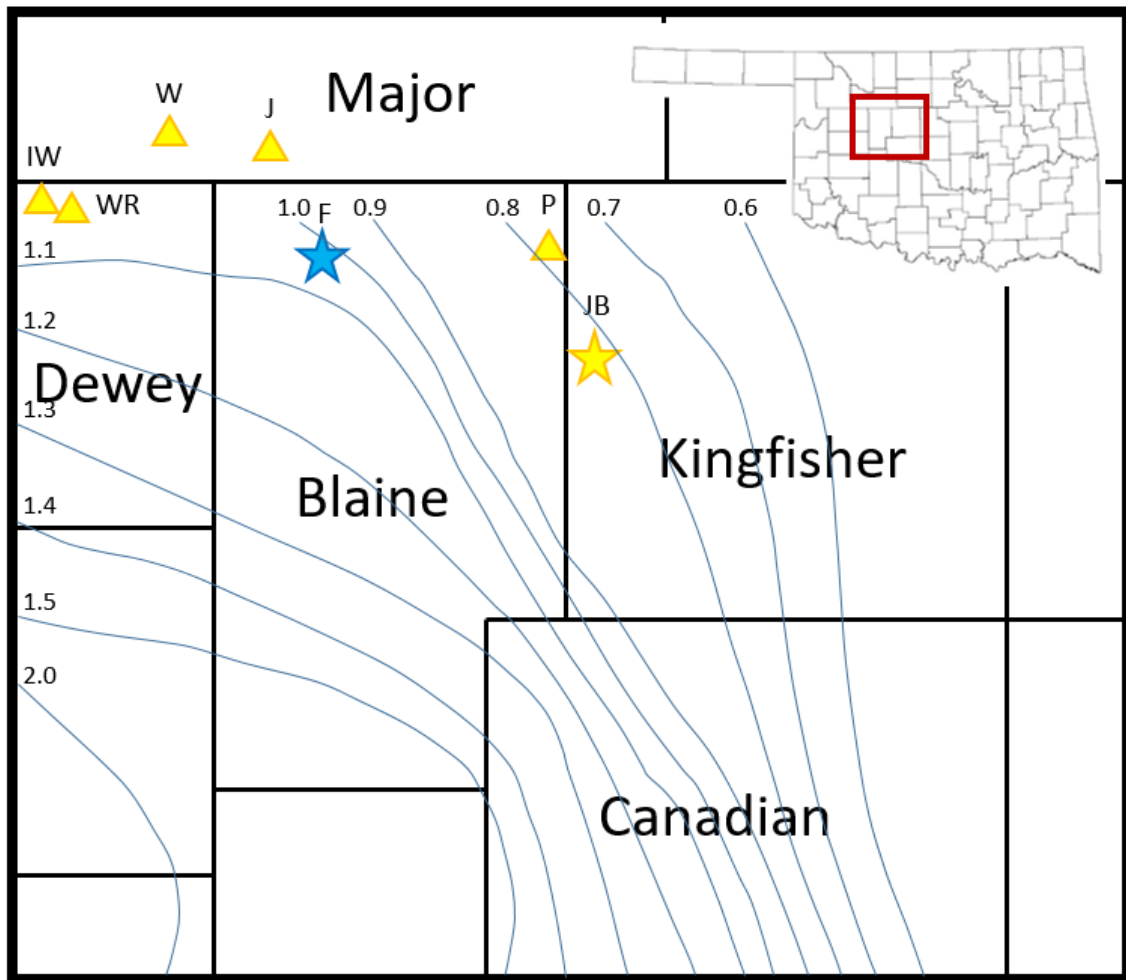 Major
W
J
IW
WR
1.0
F
0.9
0.8
P
0.7
0.6
1.1
JB
1.2
Dewey
1.3
Kingfisher
Blaine
1.4
1.5
2.0
Canadian